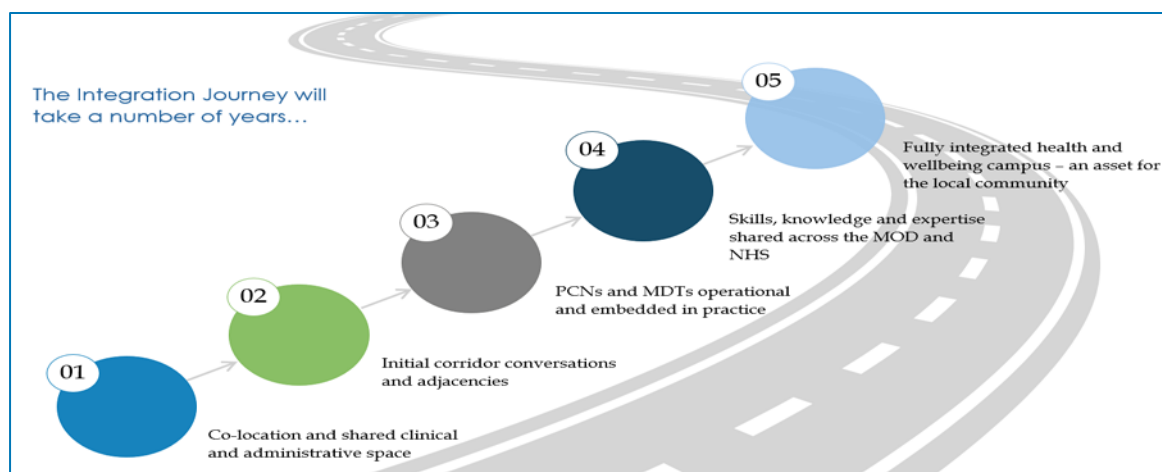 The Integration Journey will
take a number of years…
05
Fully integrated health and
wellbeing campus – an asset for
the local community
04
Skills, knowledge and expertise
shared across the MOD and
NHS
03
PCNs and MDTs operational
and embedded in practice
02
Initial corridor conversations
and adjacencies
01
Co-location and shared clinical
and administrative space